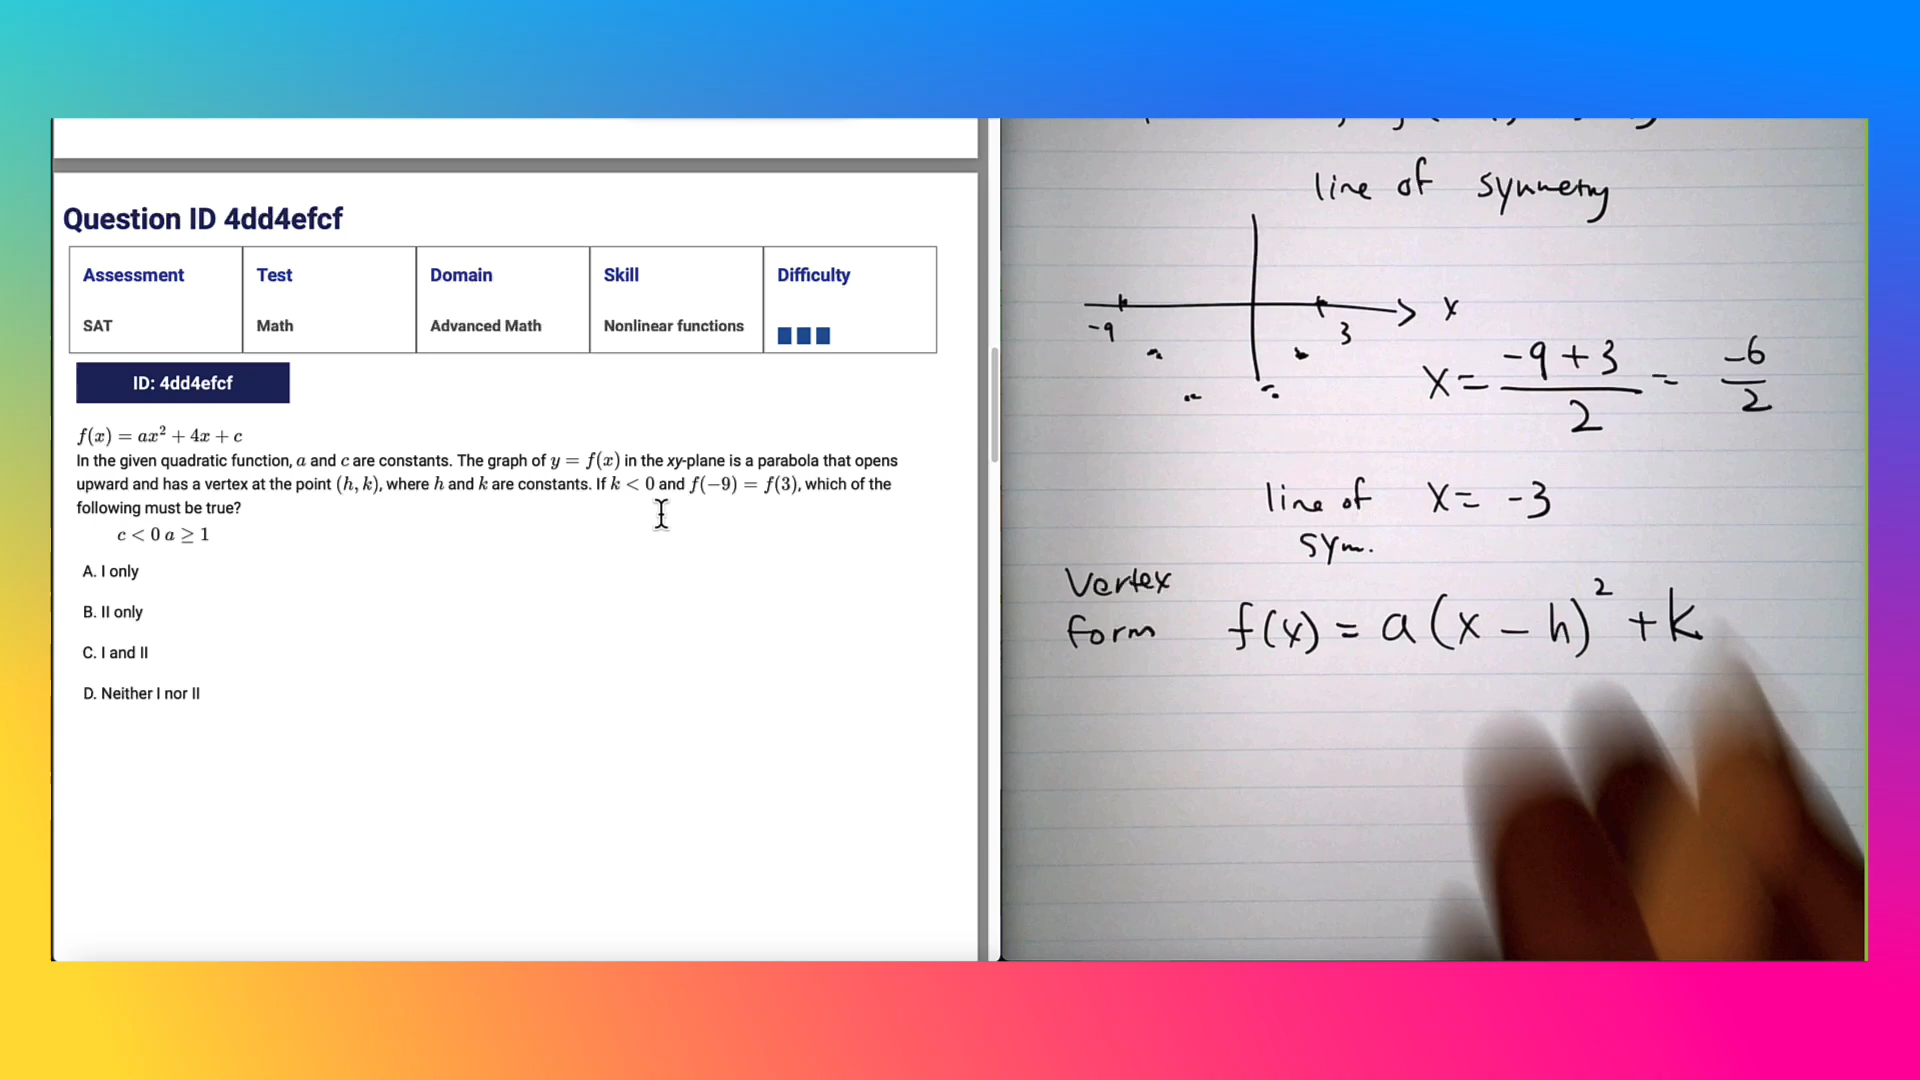 Question ID 4dd4efcf
Assessment Test Domain Skill Difficulty
SAT Math Advanced Math Nonlinear functions
ID: 4dd4efcf
f(x) = ax² + 4x + c
In the given quadratic function, a and c are constants. The graph of y = f(x) in the xy-plane is a parabola that opens
upward and has a vertex at the point (h, k), where h and k are constants. If k < 0 and f(−9) = f(3), which of the
following must be true?
c < 0 a ≥ 1
A. I only
B. II only
C. I and II
D. Neither I nor II
line of symmetry
x
-9 3
x = (-9 + 3)/2 = -6/2
line of x = -3
sym.
Vertex
form f(x) = a(x - h)² + k